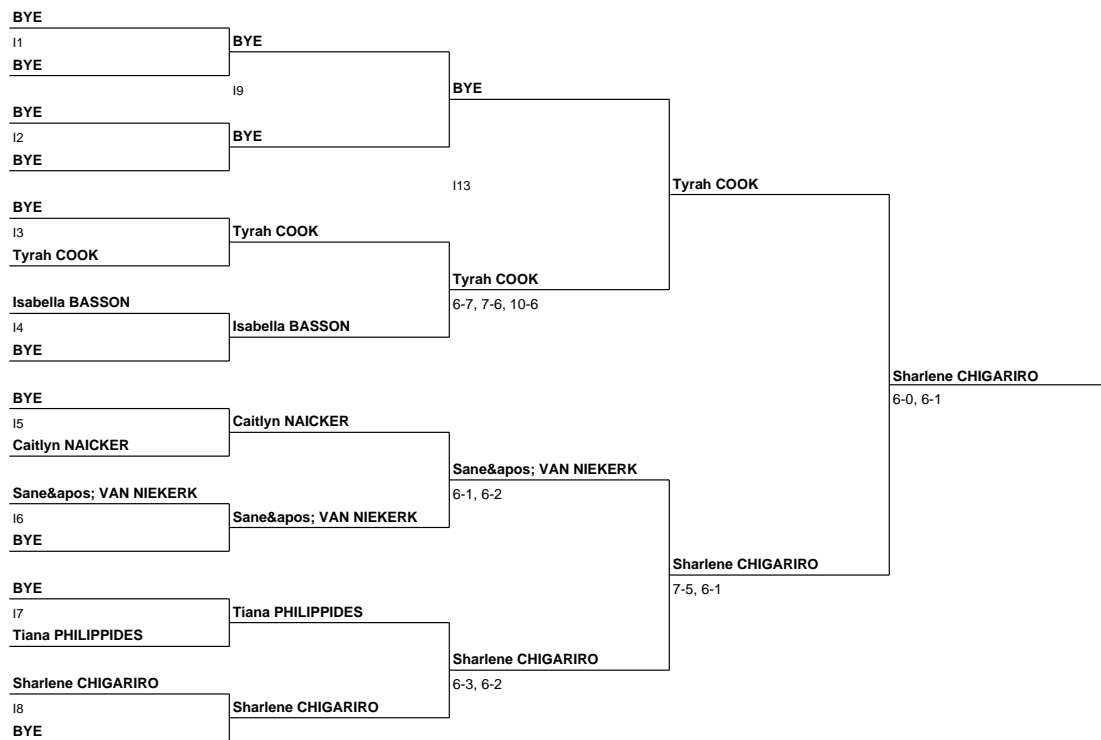 BYE
I1
BYE
BYE
I9
BYE
BYE
I2
BYE
BYE
I13
Tyrah COOK
BYE
I3
Tyrah COOK
Tyrah COOK
Tyrah COOK
6-7, 7-6, 10-6
Isabella BASSON
I4
Isabella BASSON
BYE
Sharlene CHIGARIRO
6-0, 6-1
BYE
I5
Caitlyn NAICKER
Caitlyn NAICKER
Sane&apos; VAN NIEKERK
6-1, 6-2
Sane&apos; VAN NIEKERK
I6
Sane&apos; VAN NIEKERK
BYE
Sharlene CHIGARIRO
7-5, 6-1
BYE
I7
Tiana PHILIPPIDES
Tiana PHILIPPIDES
Sharlene CHIGARIRO
6-3, 6-2
Sharlene CHIGARIRO
I8
Sharlene CHIGARIRO
BYE